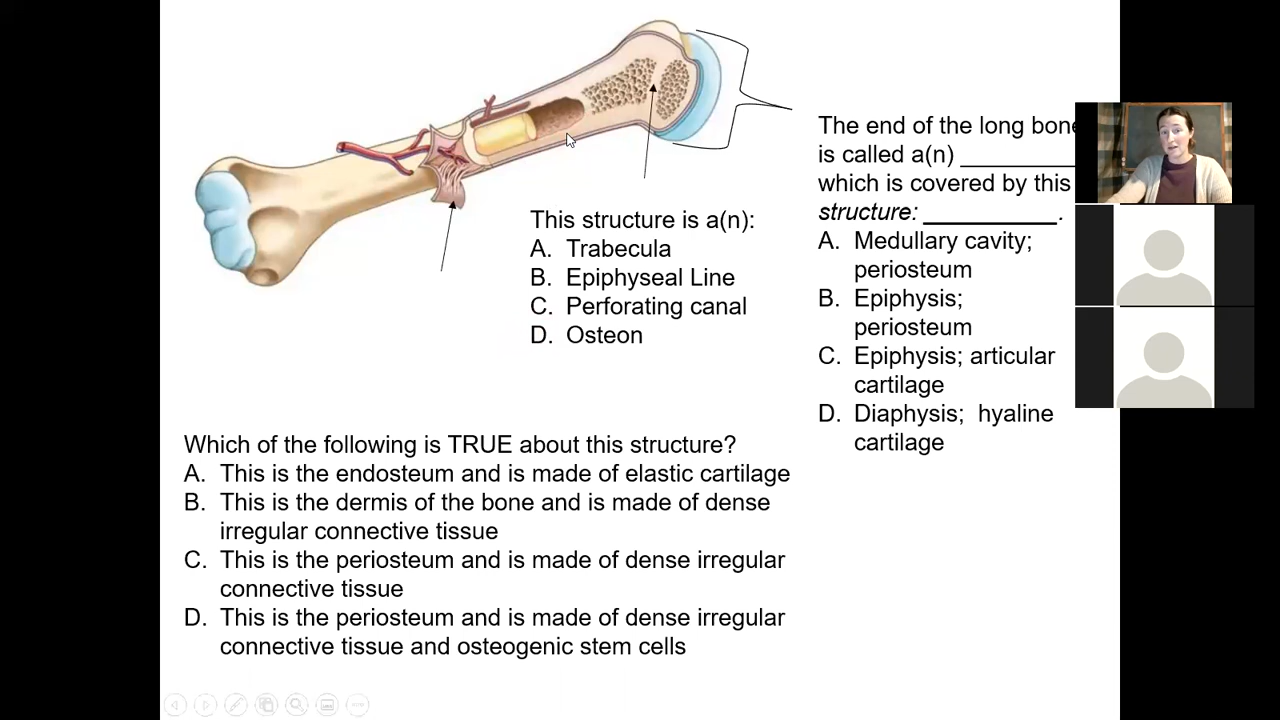 This structure is a(n):
A. Trabecula
B. Epiphyseal Line
C. Perforating canal
D. Osteon
The end of the long bone
is called a(n) _________
which is covered by this
structure: __________.
A. Medullary cavity;
periosteum
B. Epiphysis;
periosteum
C. Epiphysis; articular
cartilage
D. Diaphysis; hyaline
cartilage
Which of the following is TRUE about this structure?
A. This is the endosteum and is made of elastic cartilage
B. This is the dermis of the bone and is made of dense
irregular connective tissue
C. This is the periosteum and is made of dense irregular
connective tissue
D. This is the periosteum and is made of dense irregular
connective tissue and osteogenic stem cells